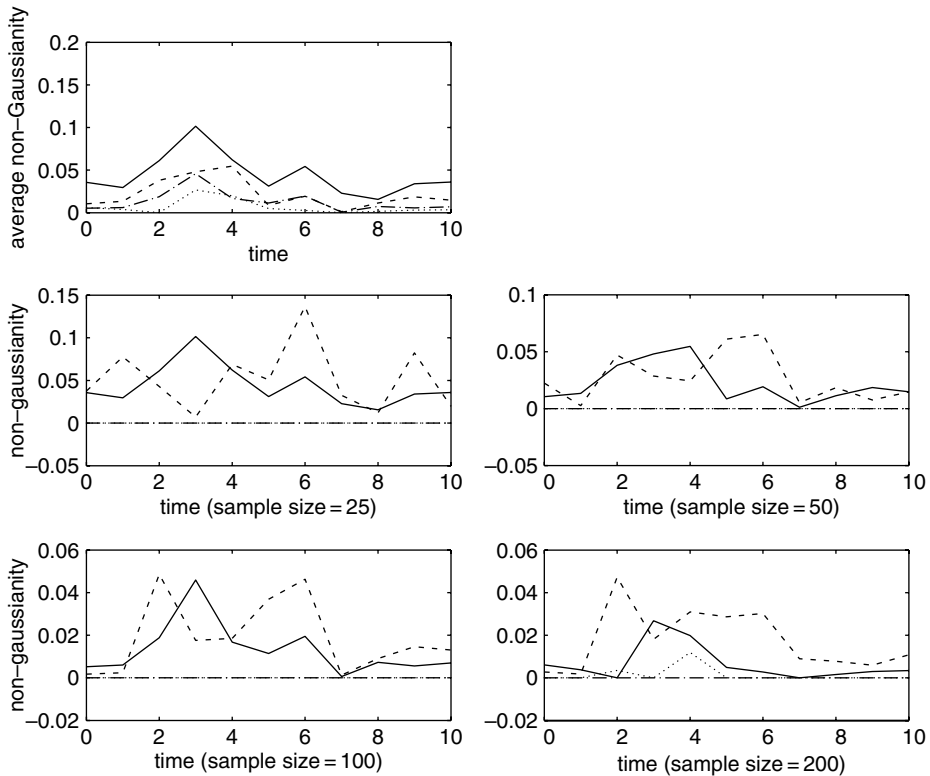 average non–Gaussianity
0.2
0.15
0.1
0.05
0
0 2 4 6 8 10
time
non–gaussianity
0.15
0.1
0.05
0
–0.05
0 2 4 6 8 10
time (sample size = 25)
0.1
0.05
0
–0.05
0 2 4 6 8 10
time (sample size = 50)
non–gaussianity
0.06
0.04
0.02
0
–0.02
0 2 4 6 8 10
time (sample size = 100)
0.06
0.04
0.02
0
–0.02
0 2 4 6 8 10
time (sample size = 200)